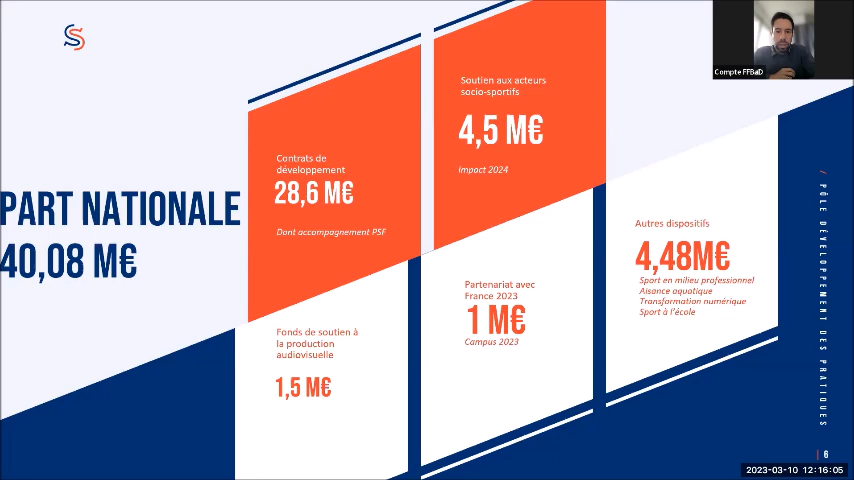 PART NATIONALE
40,08 M€
Contrats de
développement
28,6 M€
Dont accompagnement PSF
Soutien aux acteurs
socio-sportifs
4,5 M€
Impact 2024
Fonds de soutien à
la production
audiovisuelle
1,5 M€
Partenariat avec
France 2023
1 M€
Campus 2023
Autres dispositifs
4,48M€
Sport en milieu professionnel
Aisance aquatique
Transformation numérique
Sport à l'école
Compte FFBaD
/ PÔLE DÉVELOPPEMENT DES PRATIQUES
| 6
2023-03-10 12:16:05